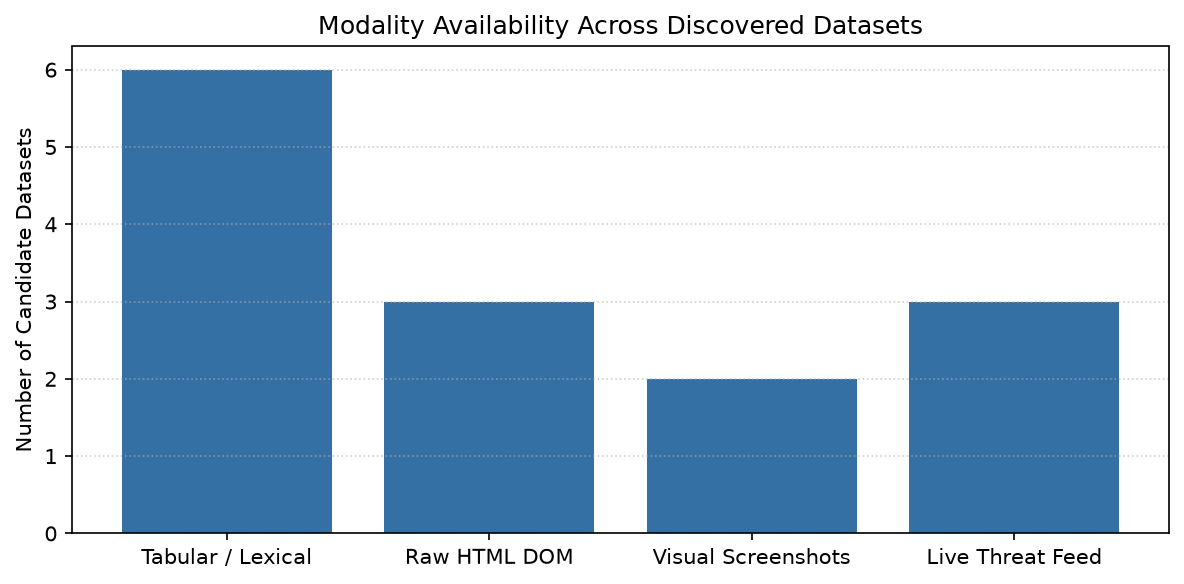 Modality Availability Across Discovered Datasets
Number of Candidate Datasets
6
5
4
3
2
1
0
Tabular / Lexical
Raw HTML DOM
Visual Screenshots
Live Threat Feed